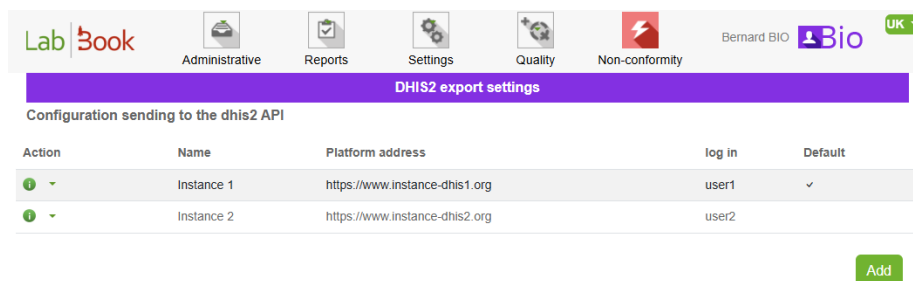 Lab Book
Administrative Reports Settings Quality Non-conformity Bernard BIO Bio UK
DHIS2 export settings
Configuration sending to the dhis2 API
Action Name Platform address log in Default
Instance 1 https://www.instance-dhis1.org user1
Instance 2 https://www.instance-dhis2.org user2
Add